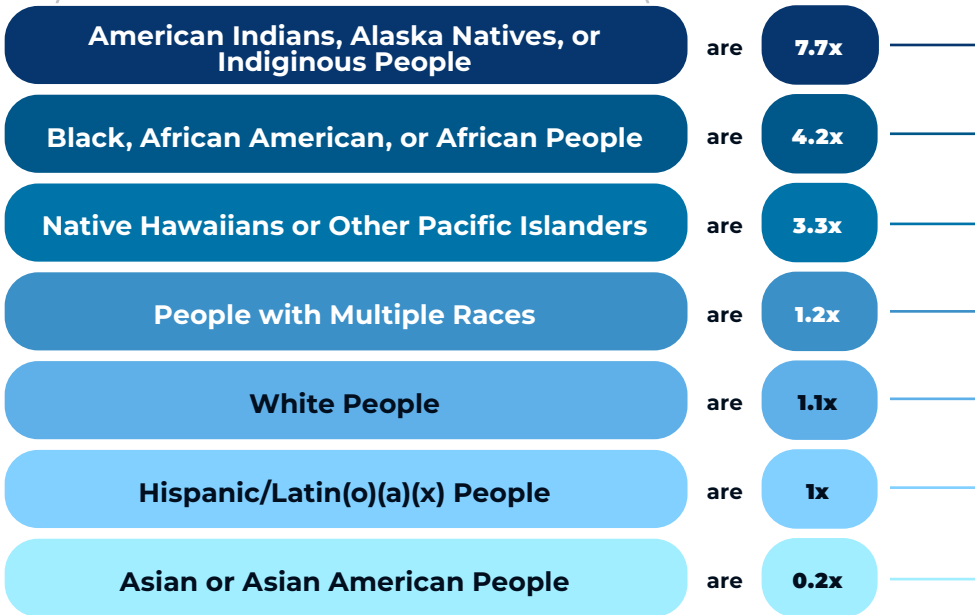 American Indians, Alaska Natives, or
Indiginous People are 7.7x
Black, African American, or African People are 4.2x
Native Hawaiians or Other Pacific Islanders are 3.3x
People with Multiple Races are 1.2x
White People are 1.1x
Hispanic/Latin(o)(a)(x) People are 1x
Asian or Asian American People are 0.2x